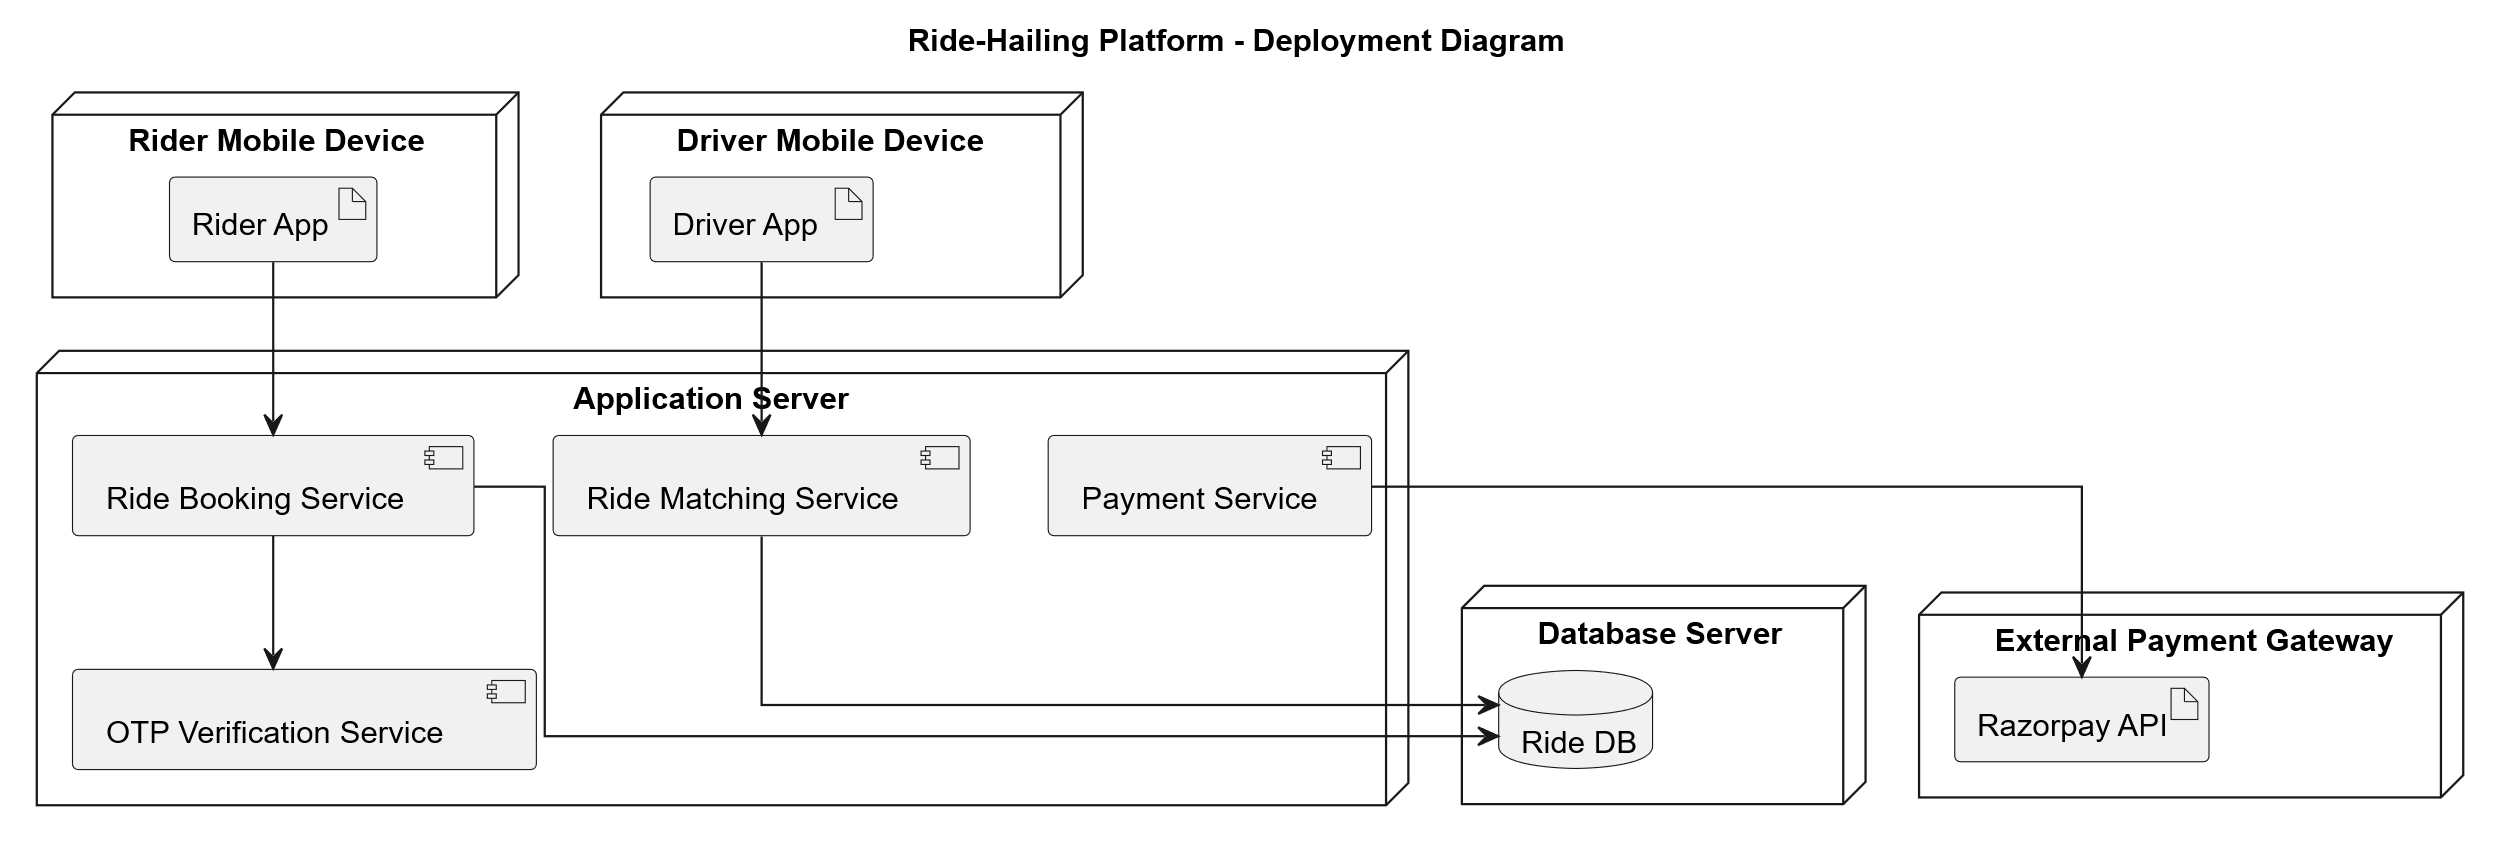 Ride-Hailing Platform - Deployment Diagram
Rider Mobile Device
Driver Mobile Device
Rider App
Driver App
Application Server
Ride Booking Service
Ride Matching Service
Payment Service
Database Server
External Payment Gateway
OTP Verification Service
Ride DB
Razorpay API